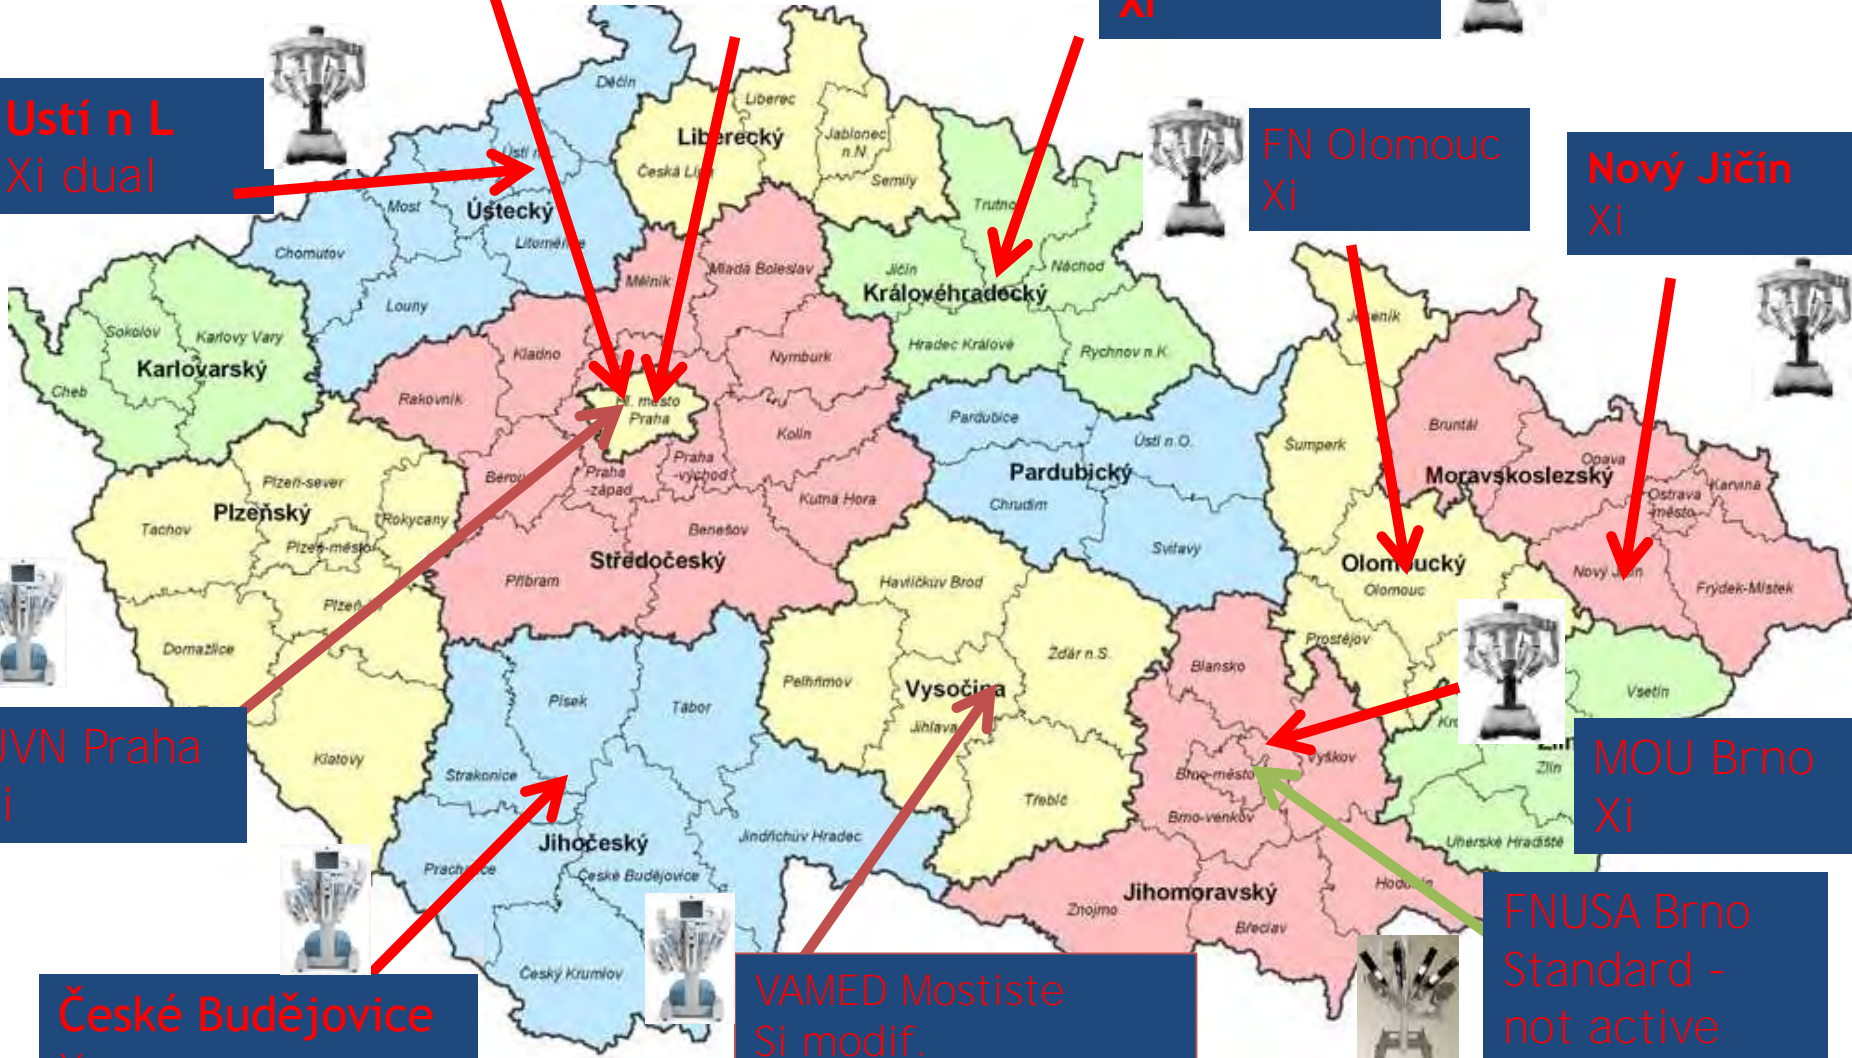 Xi
Ustí n L
Xi dual
FN Olomouc
Xi
Nový Jičín
Xi
Děčín
Liberec
Liberecký
Jablonec
n.N
Česká Lípa
Semily
Ústí n.L.
Most
Ústecký
Litoměřice
Chomutov
Louny
Trutnov
Jičín
Náchod
Královéhradecký
Hradec Králové
Rychnov n.K.
Mělník
Mladá Boleslav
Sokolov
Karlovy Vary
Karlovarský
Cheb
Kladno
Nymburk
Rakovník
Hl. město
Praha
Kolín
Beroun
Praha
-západ
Praha
-východ
Kutná Hora
Benešov
Středočeský
Příbram
Jeseník
Šumperk
Bruntál
Opava
Moravskoslezský
Karviná
Ostrava
město
Nový Jičín
Frýdek-Místek
Pardubice
Ústí n.O.
Pardubický
Chrudim
Svitavy
Olomoucký
Olomouc
Prostějov
Plzeň-sever
Plzeňský
Rokycany
Tachov
Plzeň-město
Domažlice
Klatovy
Havlíčkův Brod
Žďár n.S.
Pelhřimov
Vysočina
Jihlava
Třebíč
Blansko
Vyškov
Brno-město
Brno-venkov
Jihomoravský
Znojmo
Hodonín
Břeclav
Vsetín
Zlín
Uherské Hradiště
Písek
Tábor
Strakonice
Jihočeský
Jindřichův Hradec
Prachatice
České Budějovice
Český Krumlov
ÚVN Praha
MOU Brno
Xi
FNUSA Brno
Standard -
not active
České Budějovice
VAMED Mostiste
Si modif.